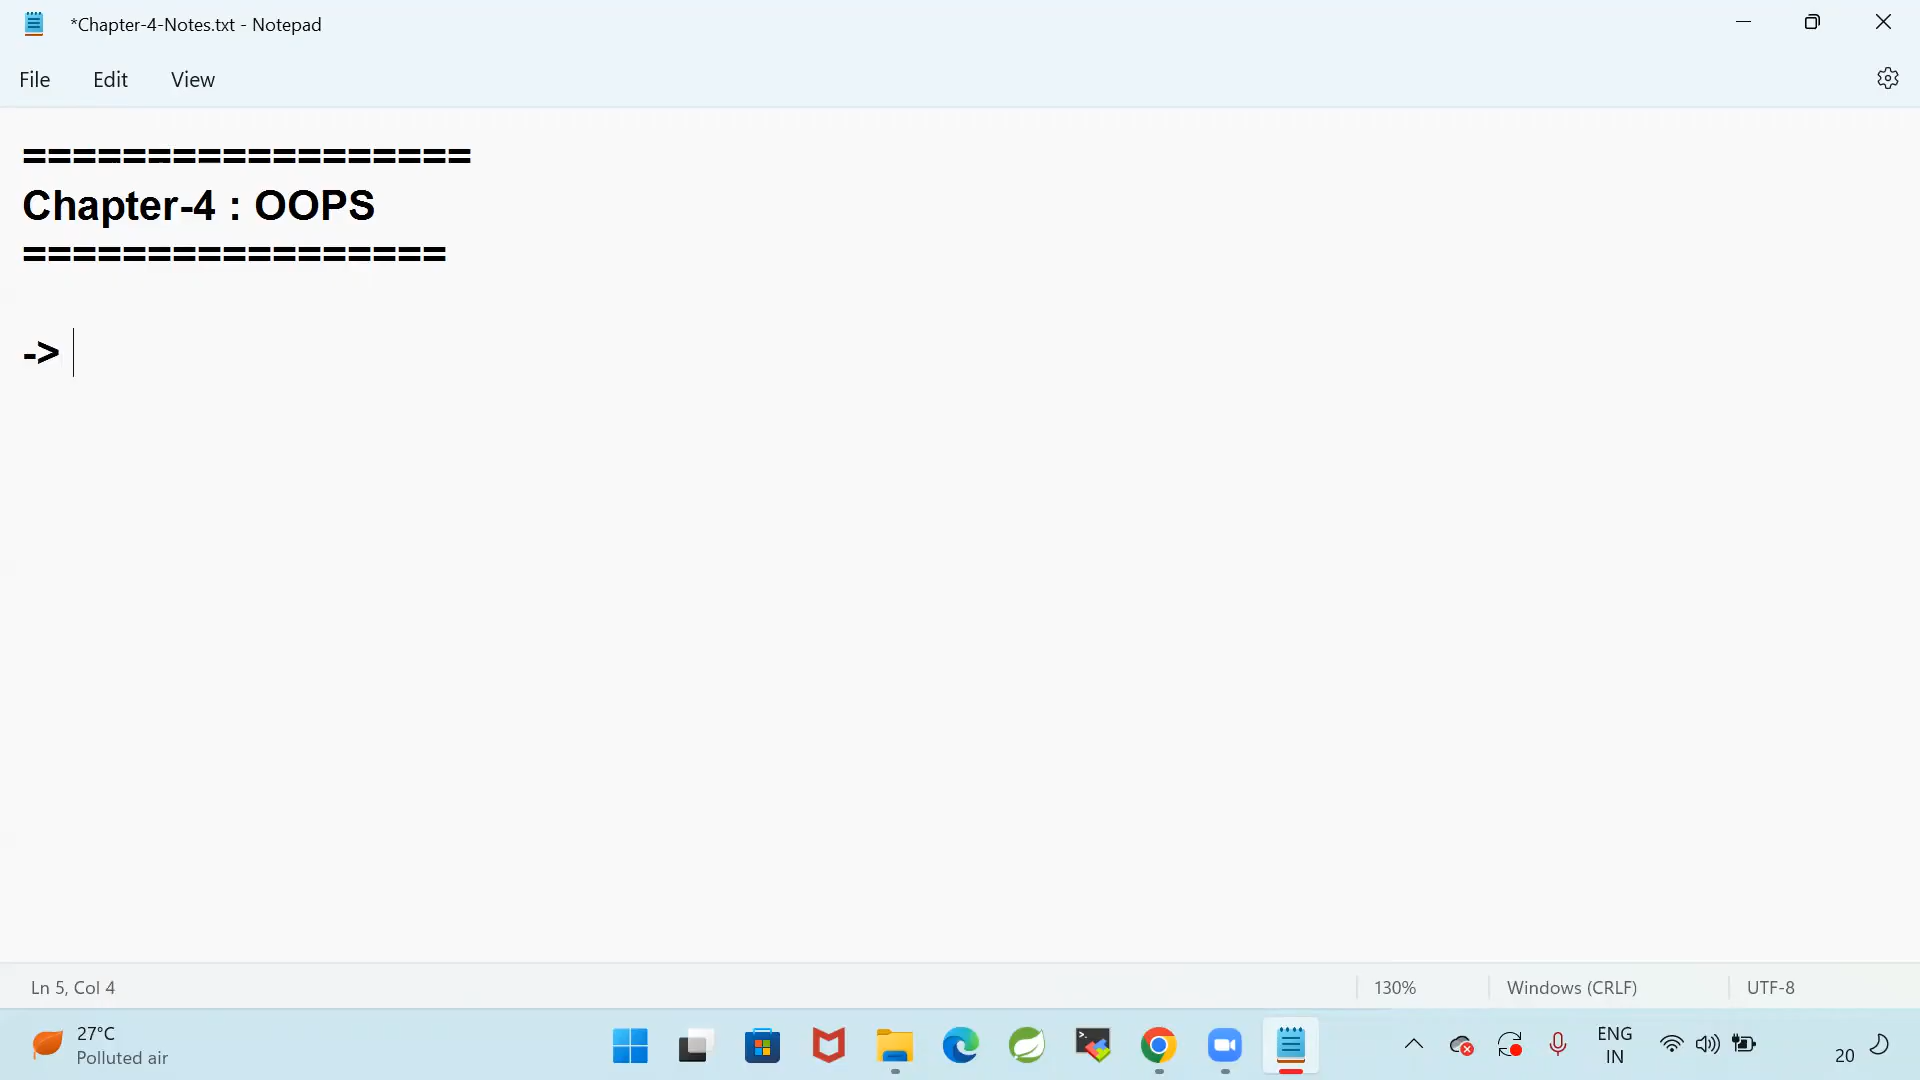 *Chapter-4-Notes.txt - Notepad
File Edit View
==================
Chapter-4 : OOPS
=================
->
Ln 5, Col 4 130% Windows (CRLF) UTF-8
27°C
Polluted air
ENG
IN
20